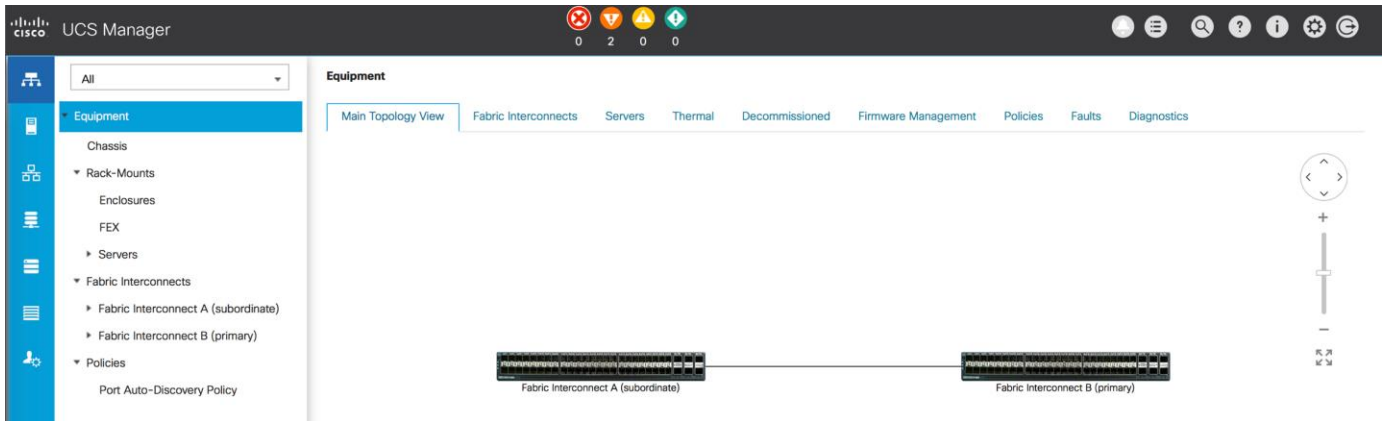 cisco UCS Manager
0 2 0 0
All
Equipment
Chassis
Rack-Mounts
Enclosures
FEX
Servers
Fabric Interconnects
Fabric Interconnect A (subordinate)
Fabric Interconnect B (primary)
Policies
Port Auto-Discovery Policy
Equipment
Main Topology View Fabric Interconnects Servers Thermal Decommissioned Firmware Management Policies Faults Diagnostics
Fabric Interconnect A (subordinate) Fabric Interconnect B (primary)